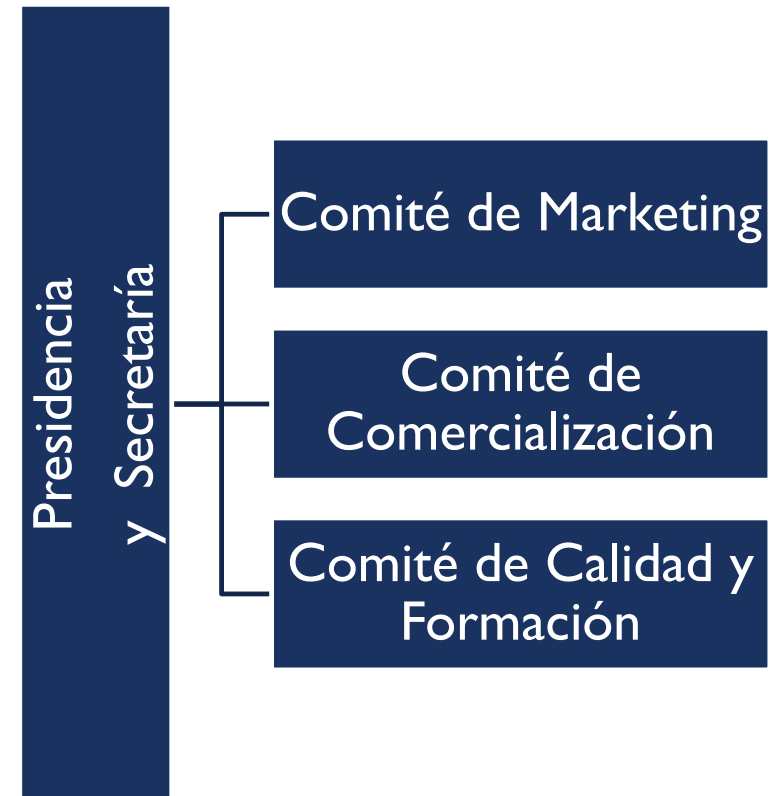 Presidencia
y Secretaría
Comité de Marketing
Comité de
Comercialización
Comité de Calidad y
Formación